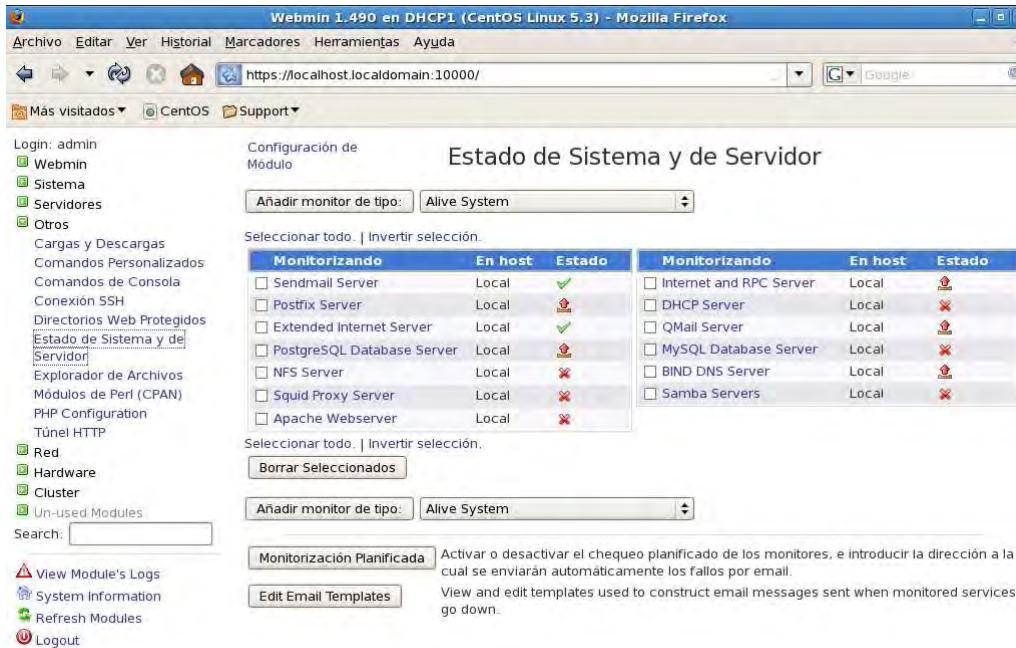 Webmin 1.490 en DHCP1 (CentOS Linux 5.3) - Mozilla Firefox
Archivo Editar Ver Historial Marcadores Herramientas Ayuda
https://localhost.localdomain:10000/
G Google
Más visitados CentOS Support
Login: admin
Webmin
Sistema
Servidores
Otros
Cargas y Descargas
Comandos Personalizados
Comandos de Consola
Conexión SSH
Directorios Web Protegidos
Estado de Sistema y de
Servidor
Explorador de Archivos
Módulos de Perl (CPAN)
PHP Configuration
Túnel HTTP
Red
Hardware
Cluster
Un-used Modules
Search:
View Module's Logs
System Information
Refresh Modules
Logout
Configuración de
Módulo
Estado de Sistema y de Servidor
Añadir monitor de tipo: Alive System
Seleccionar todo. | Invertir selección.
Monitorizando En host Estado
Sendmail Server Local
Postfix Server Local
Extended Internet Server Local
PostgreSQL Database Server Local
NFS Server Local
Squid Proxy Server Local
Apache Webserver Local
Monitorizando En host Estado
Internet and RPC Server Local
DHCP Server Local
QMail Server Local
MySQL Database Server Local
BIND DNS Server Local
Samba Servers Local
Seleccionar todo. | Invertir selección.
Borrar Seleccionados
Añadir monitor de tipo: Alive System
Monitorización Planificada
Activar o desactivar el chequeo planificado de los monitores, e introducir la dirección a la
cual se enviarán automáticamente los fallos por email.
Edit Email Templates
View and edit templates used to construct email messages sent when monitored services
go down.